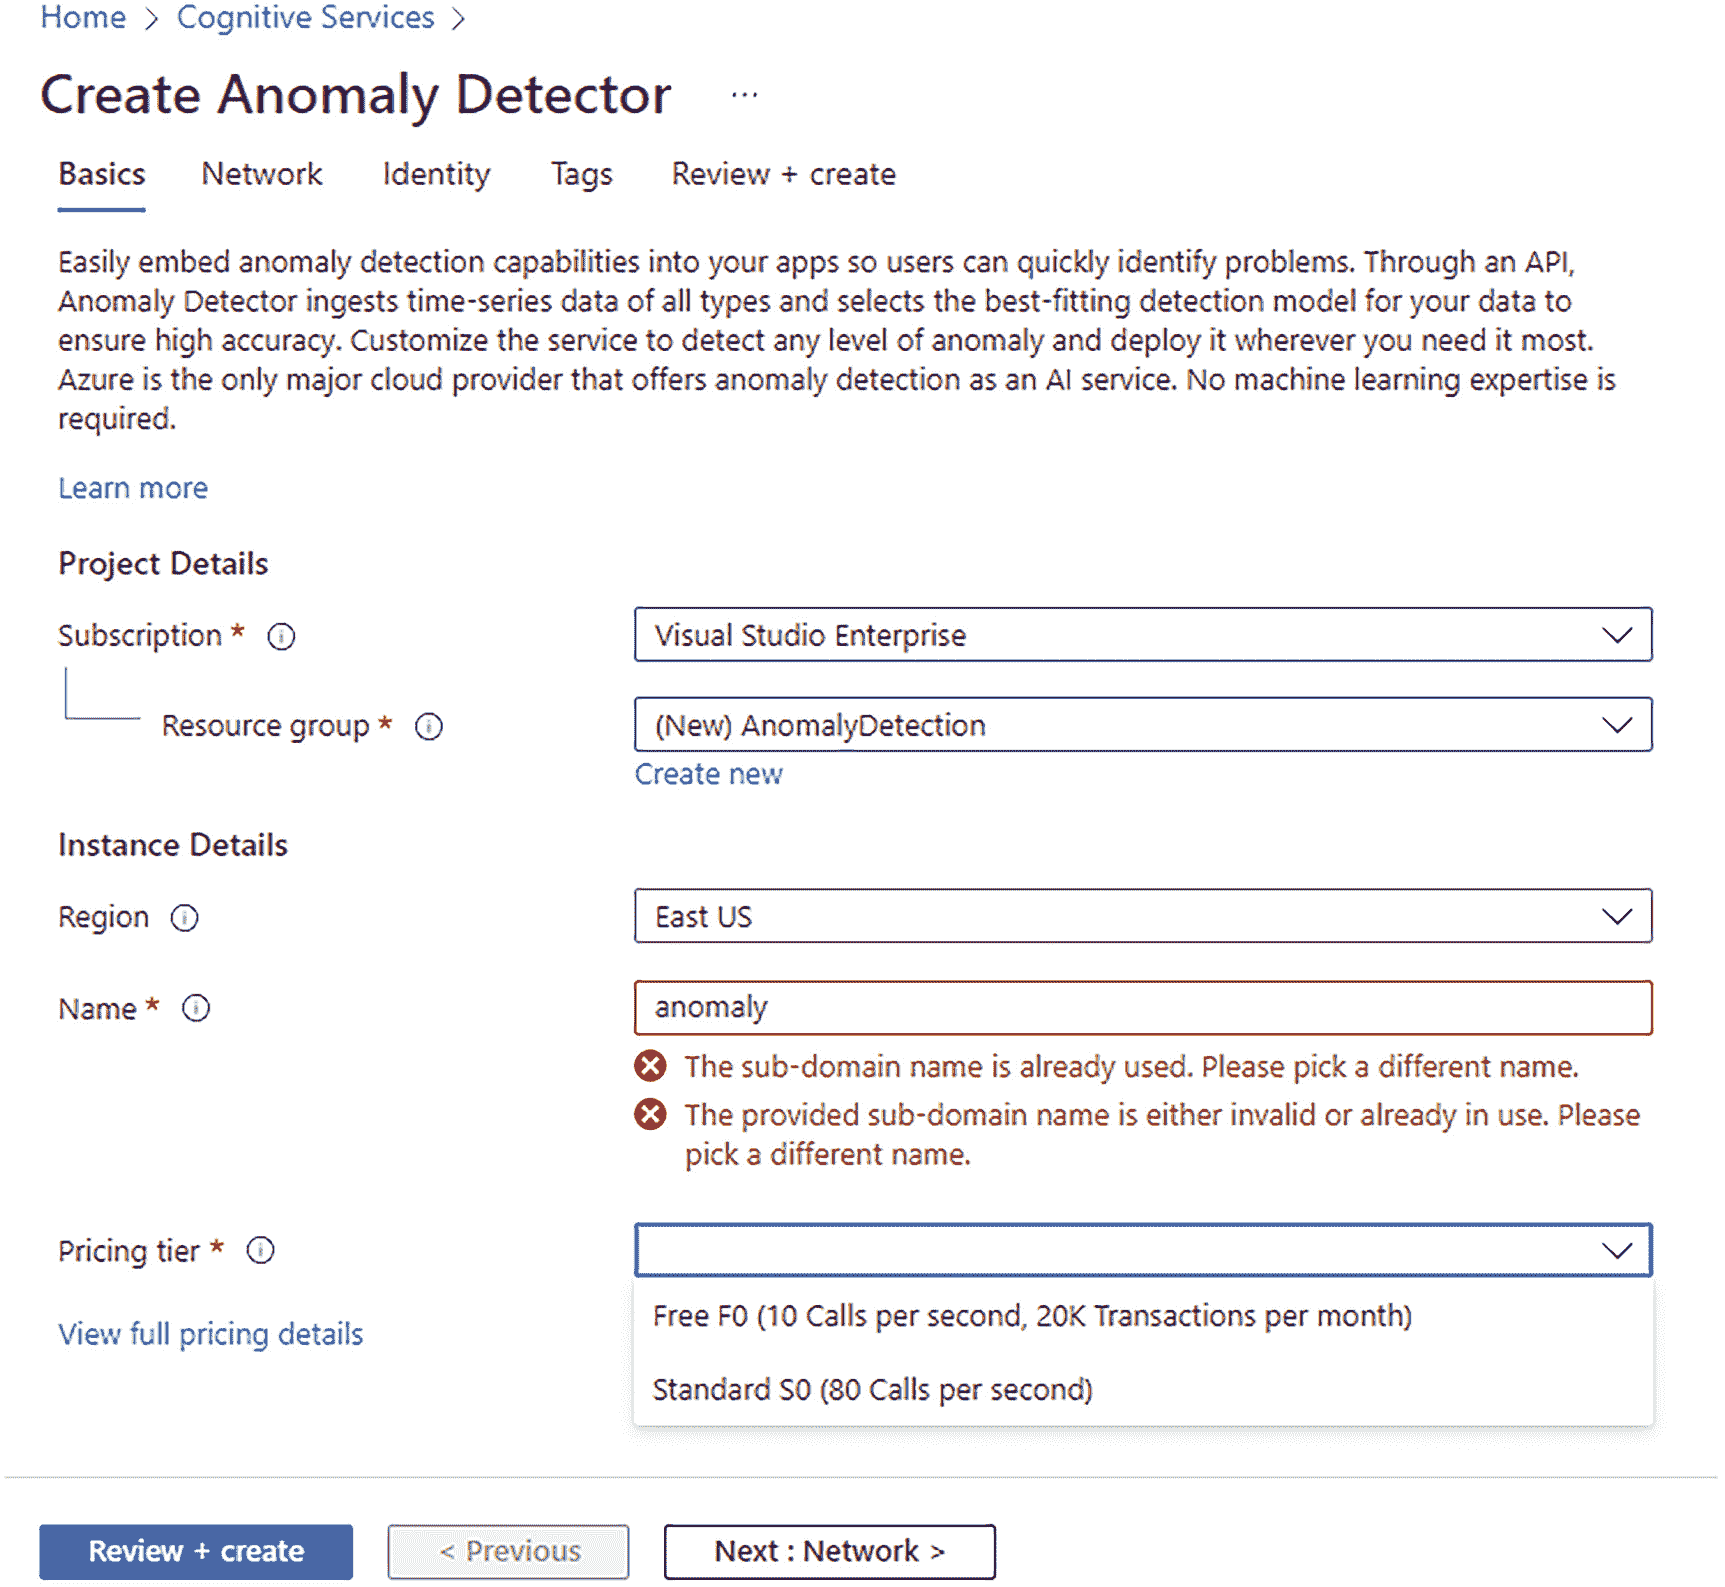 Home > Cognitive Services >
Create Anomaly Detector ...
Basics Network Identity Tags Review + create
Easily embed anomaly detection capabilities into your apps so users can quickly identify problems. Through an API,
Anomaly Detector ingests time-series data of all types and selects the best-fitting detection model for your data to
ensure high accuracy. Customize the service to detect any level of anomaly and deploy it wherever you need it most.
Azure is the only major cloud provider that offers anomaly detection as an AI service. No machine learning expertise is
required.
Learn more
Project Details
Subscription * Visual Studio Enterprise
Resource group * (New) AnomalyDetection
Create new
Instance Details
Region East US
Name * anomaly
The sub-domain name is already used. Please pick a different name.
The provided sub-domain name is either invalid or already in use. Please
pick a different name.
Pricing tier *
Free F0 (10 Calls per second, 20K Transactions per month)
View full pricing details
Standard S0 (80 Calls per second)
Review + create < Previous Next : Network >